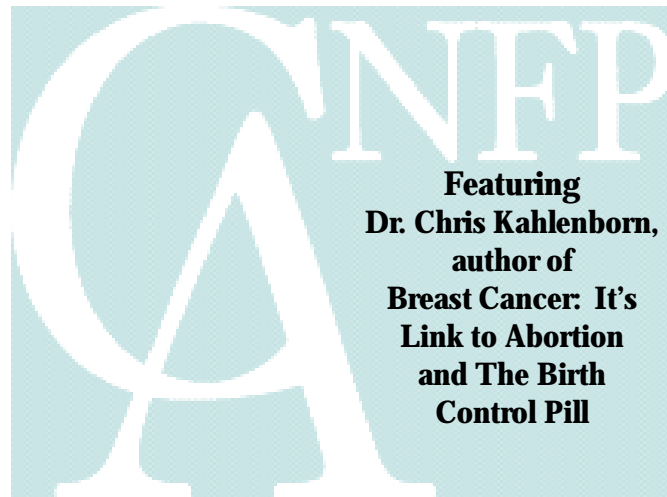 CANFP
Featuring
Dr. Chris Kahlenborn,
author of
Breast Cancer: It's
Link to Abortion
and The Birth
Control Pill